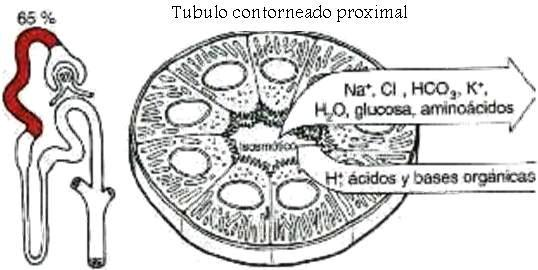 Tubulo contorneado proximal
65 %
Na⁺, Cl⁻, HCO₃, K⁺,
H₂O, glucosa, aminoácidos
Isosmótico
H⁺, ácidos y bases orgánicas